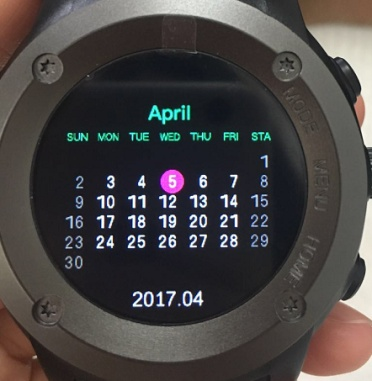 April
SUN MON TUE WED THU FRI STA
1
2 3 4 5 6 7 8
9 10 11 12 13 14 15
16 17 18 19 20 21 22
23 24 25 26 27 28 29
30
2017.04
MODE
MENU